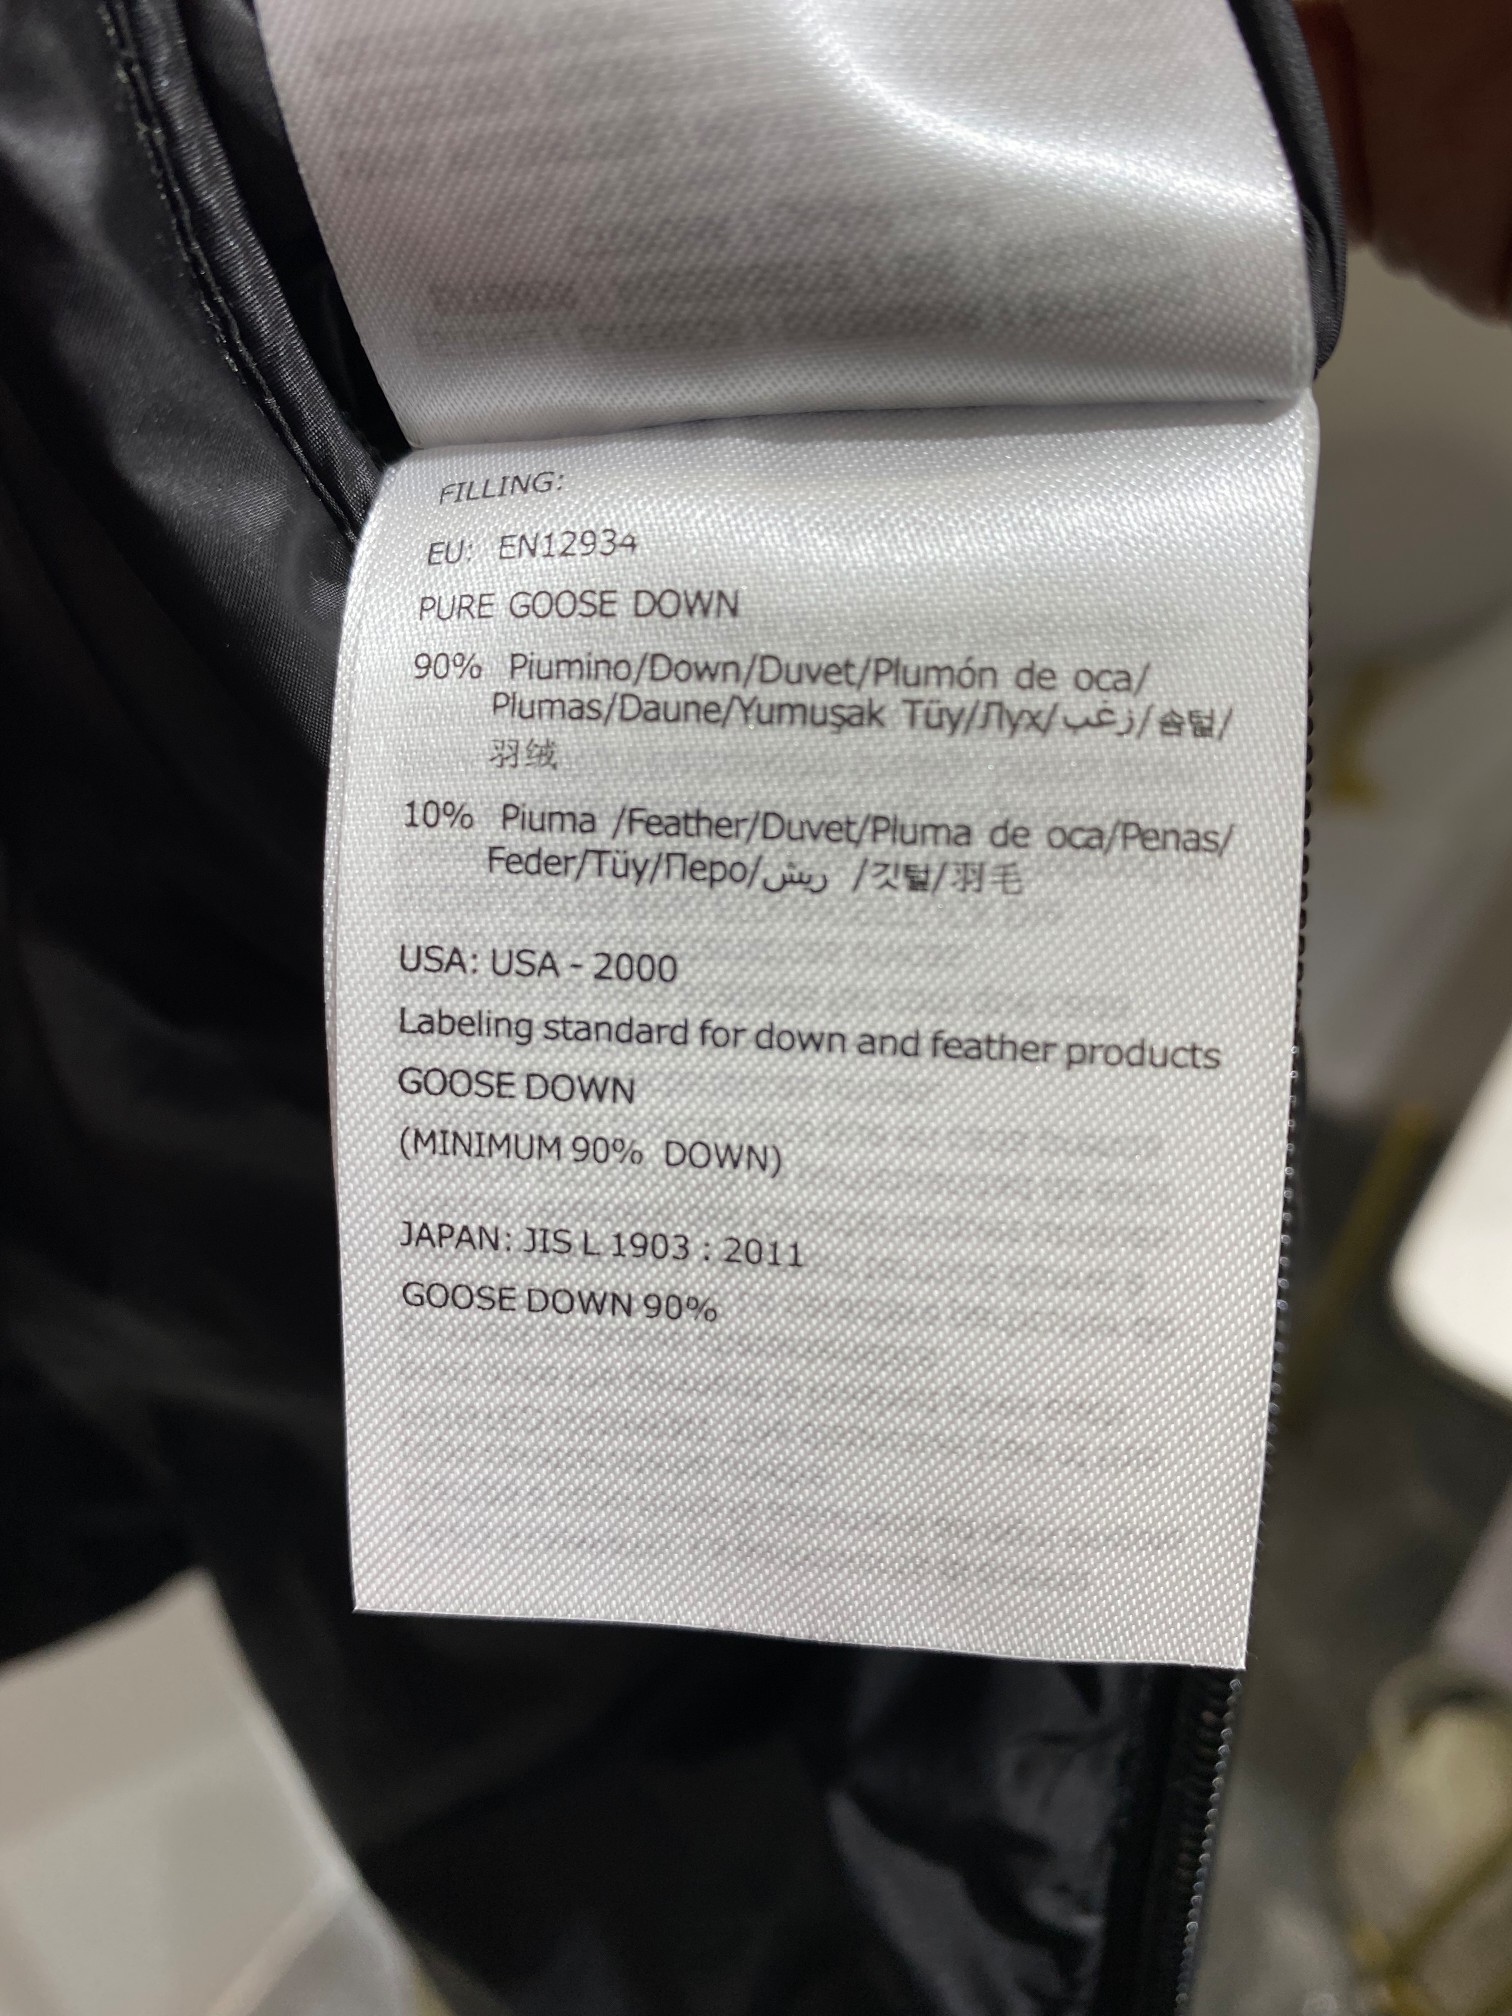 FILLING:
EU: EN12934
PURE GOOSE DOWN
90% Piumino/Down/Duvet/Plumón de oca/
Plumas/Daune/Yumuşak Tüy/Лух/زغب/솜털/
羽绒
10% Piuma /Feather/Duvet/Pluma de oca/Penas/
Feder/Tüy/Перо/ريش /깃털/羽毛
USA: USA - 2000
Labeling standard for down and feather products
GOOSE DOWN
(MINIMUM 90% DOWN)
JAPAN: JIS L 1903 : 2011
GOOSE DOWN 90%